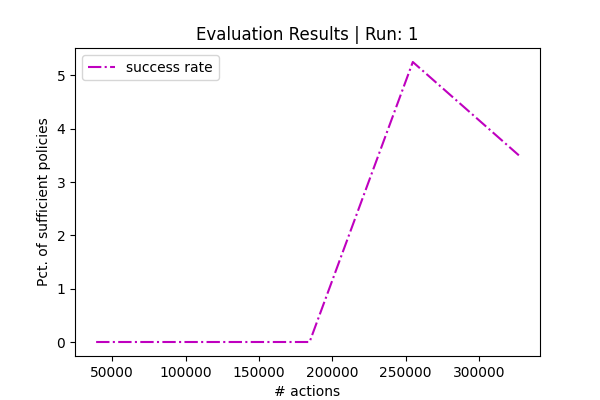 Evaluation Results | Run: 1
success rate
Pct. of sufficient policies
5
4
3
2
1
0
50000 100000 150000 200000 250000 300000
# actions